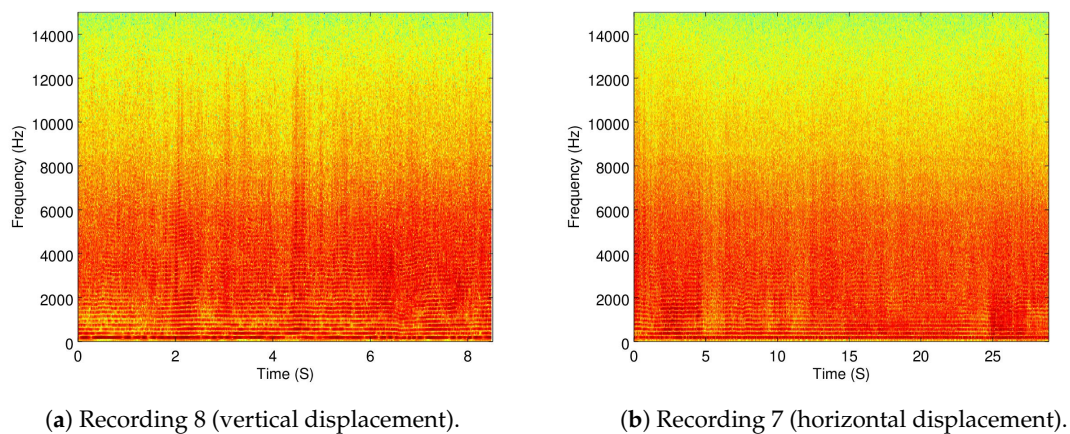 14000
12000
10000
8000
6000
4000
2000
0
Frequency (Hz)
0 2 4 6 8
Time (S)
(a) Recording 8 (vertical displacement).
14000
12000
10000
8000
6000
4000
2000
0
Frequency (Hz)
0 5 10 15 20 25
Time (S)
(b) Recording 7 (horizontal displacement).